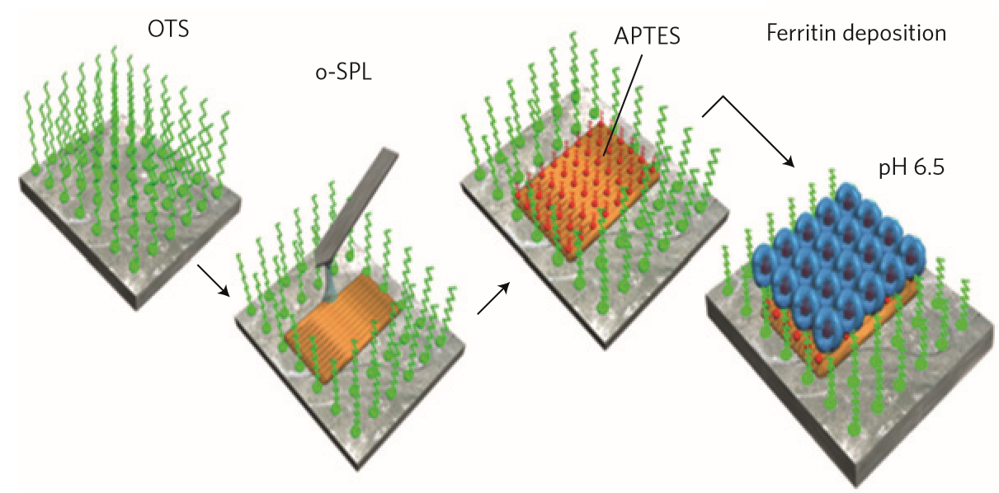 OTS
o-SPL
APTES
Ferritin deposition
pH 6.5